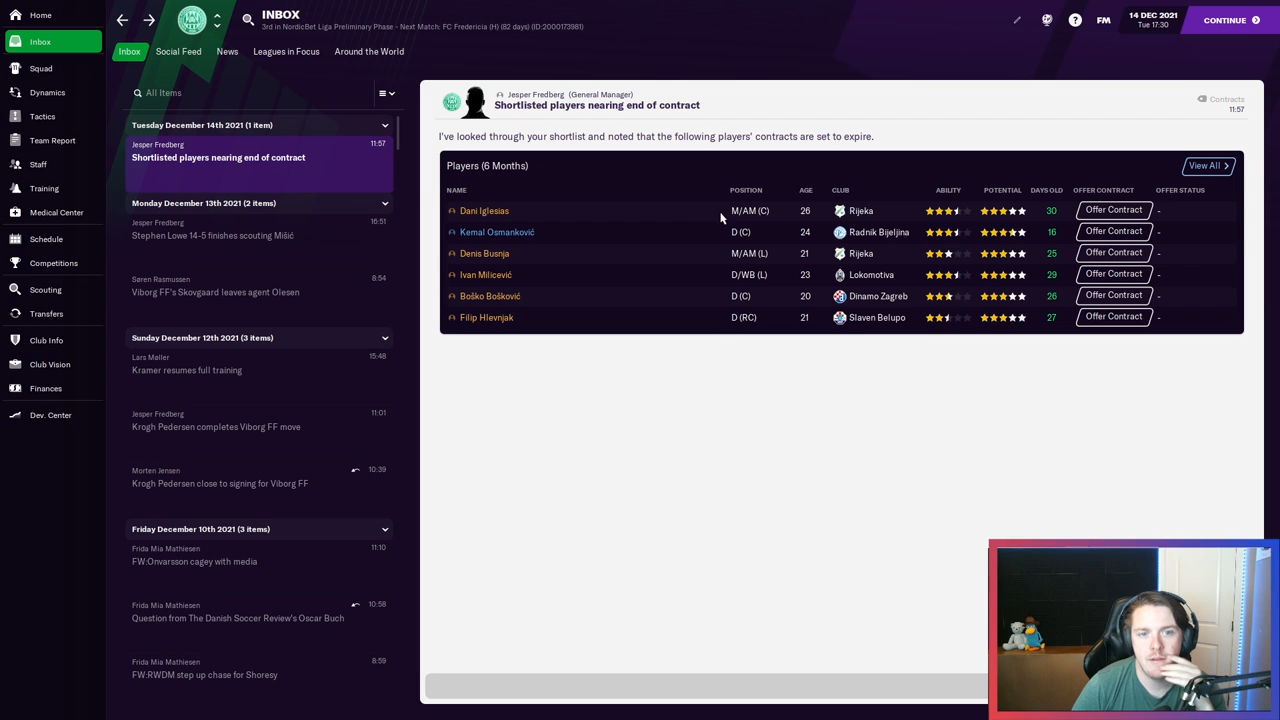 Home
Inbox
Squad
Dynamics
Tactics
Team Report
Staff
Training
Medical Center
Schedule
Competitions
Scouting
Transfers
Club Info
Club Vision
Finances
Dev. Center
INBOX
3rd in NordicBet Liga Preliminary Phase - Next Match: FC Fredericia (H) (82 days) (ID:2000173981)
FM
14 DEC 2021
Tue 17:30
CONTINUE
Inbox
Social Feed
News
Leagues in Focus
Around the World
All Items
Tuesday December 14th 2021 (1 item)
Jesper Fredberg 11:57
Shortlisted players nearing end of contract
Monday December 13th 2021 (2 items)
Jesper Fredberg 16:51
Stephen Lowe 14-5 finishes scouting Mišić
Søren Rasmussen 8:54
Viborg FF's Skovgaard leaves agent Olesen
Sunday December 12th 2021 (3 items)
Lars Møller 15:48
Kramer resumes full training
Jesper Fredberg 11:01
Krogh Pedersen completes Viborg FF move
Morten Jensen 10:39
Krogh Pedersen close to signing for Viborg FF
Friday December 10th 2021 (3 items)
Frida Mia Mathiesen 11:10
FW:Onvarsson cagey with media
Frida Mia Mathiesen 10:58
Question from The Danish Soccer Review's Oscar Buch
Frida Mia Mathiesen 8:59
FW:RWDM step up chase for Shoresy
Jesper Fredberg (General Manager)
Shortlisted players nearing end of contract
Contracts
11:57
I've looked through your shortlist and noted that the following players' contracts are set to expire.
Players (6 Months)
View All
NAME POSITION AGE CLUB ABILITY POTENTIAL DAYS OLD OFFER CONTRACT OFFER STATUS
Dani Iglesias M/AM (C) 26 Rijeka 30 Offer Contract -
Kemal Osmanković D (C) 24 Radnik Bijeljina 16 Offer Contract -
Denis Busnja M/AM (L) 21 Rijeka 25 Offer Contract -
Ivan Milicević D/WB (L) 23 Lokomotiva 29 Offer Contract -
Boško Bošković D (C) 20 Dinamo Zagreb 26 Offer Contract -
Filip Hlevnjak D (RC) 21 Slaven Belupo 27 Offer Contract -